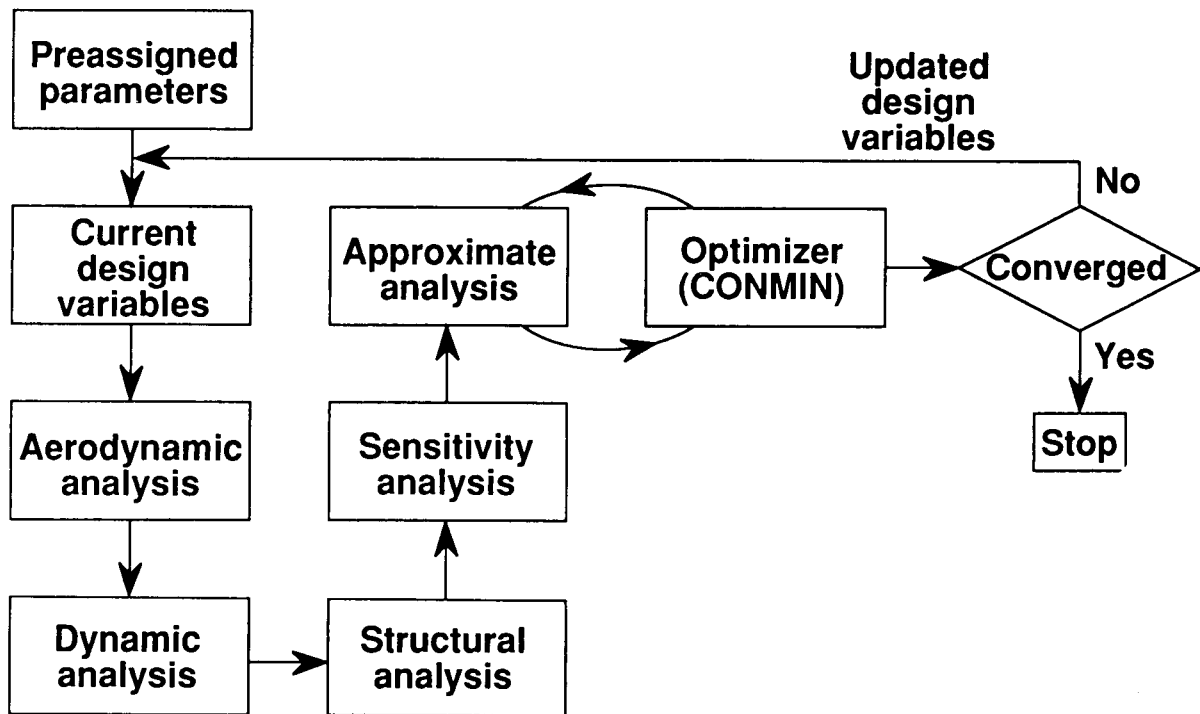 Preassigned
parameters
Updated
design
variables
No
Current
design
variables
Approximate
analysis
Optimizer
(CONMIN)
Converged
Yes
Aerodynamic
analysis
Sensitivity
analysis
Stop
Dynamic
analysis
Structural
analysis